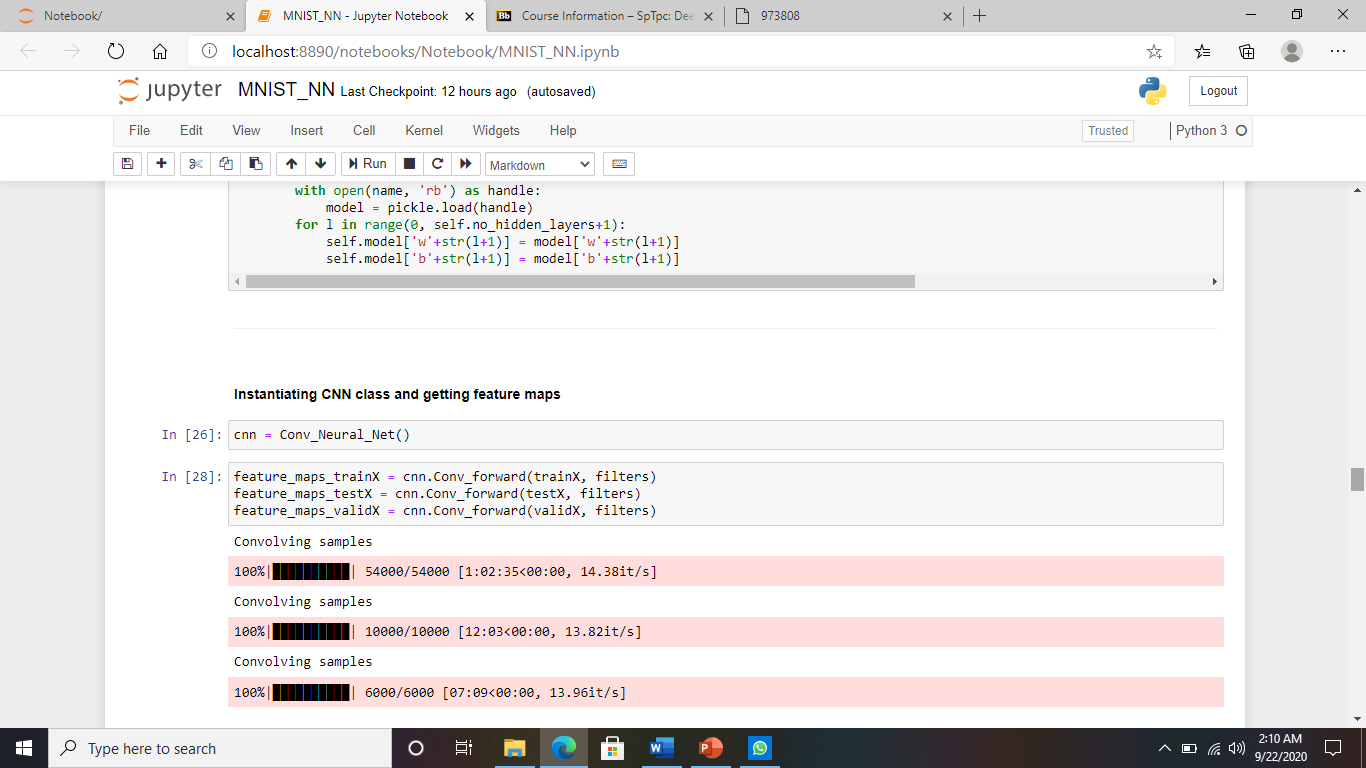 Notebook/
MNIST_NN - Jupyter Notebook
Bb Course Information – SpTpc: Dee
973808
localhost:8890/notebooks/Notebook/MNIST_NN.ipynb
jupyter MNIST_NN Last Checkpoint: 12 hours ago (autosaved)
Logout
File Edit View Insert Cell Kernel Widgets Help
Trusted Python 3
Run Markdown
with open(name, 'rb') as handle:
model = pickle.load(handle)
for l in range(0, self.no_hidden_layers+1):
self.model['w'+str(l+1)] = model['w'+str(l+1)]
self.model['b'+str(l+1)] = model['b'+str(l+1)]
Instantiating CNN class and getting feature maps
In [26]: cnn = Conv_Neural_Net()
In [28]: feature_maps_trainX = cnn.Conv_forward(trainX, filters)
feature_maps_testX = cnn.Conv_forward(testX, filters)
feature_maps_validX = cnn.Conv_forward(validX, filters)
Convolving samples
100%|██████████| 54000/54000 [1:02:35<00:00, 14.38it/s]
Convolving samples
100%|██████████| 10000/10000 [12:03<00:00, 13.82it/s]
Convolving samples
100%|██████████| 6000/6000 [07:09<00:00, 13.96it/s]
Type here to search
2:10 AM
9/22/2020